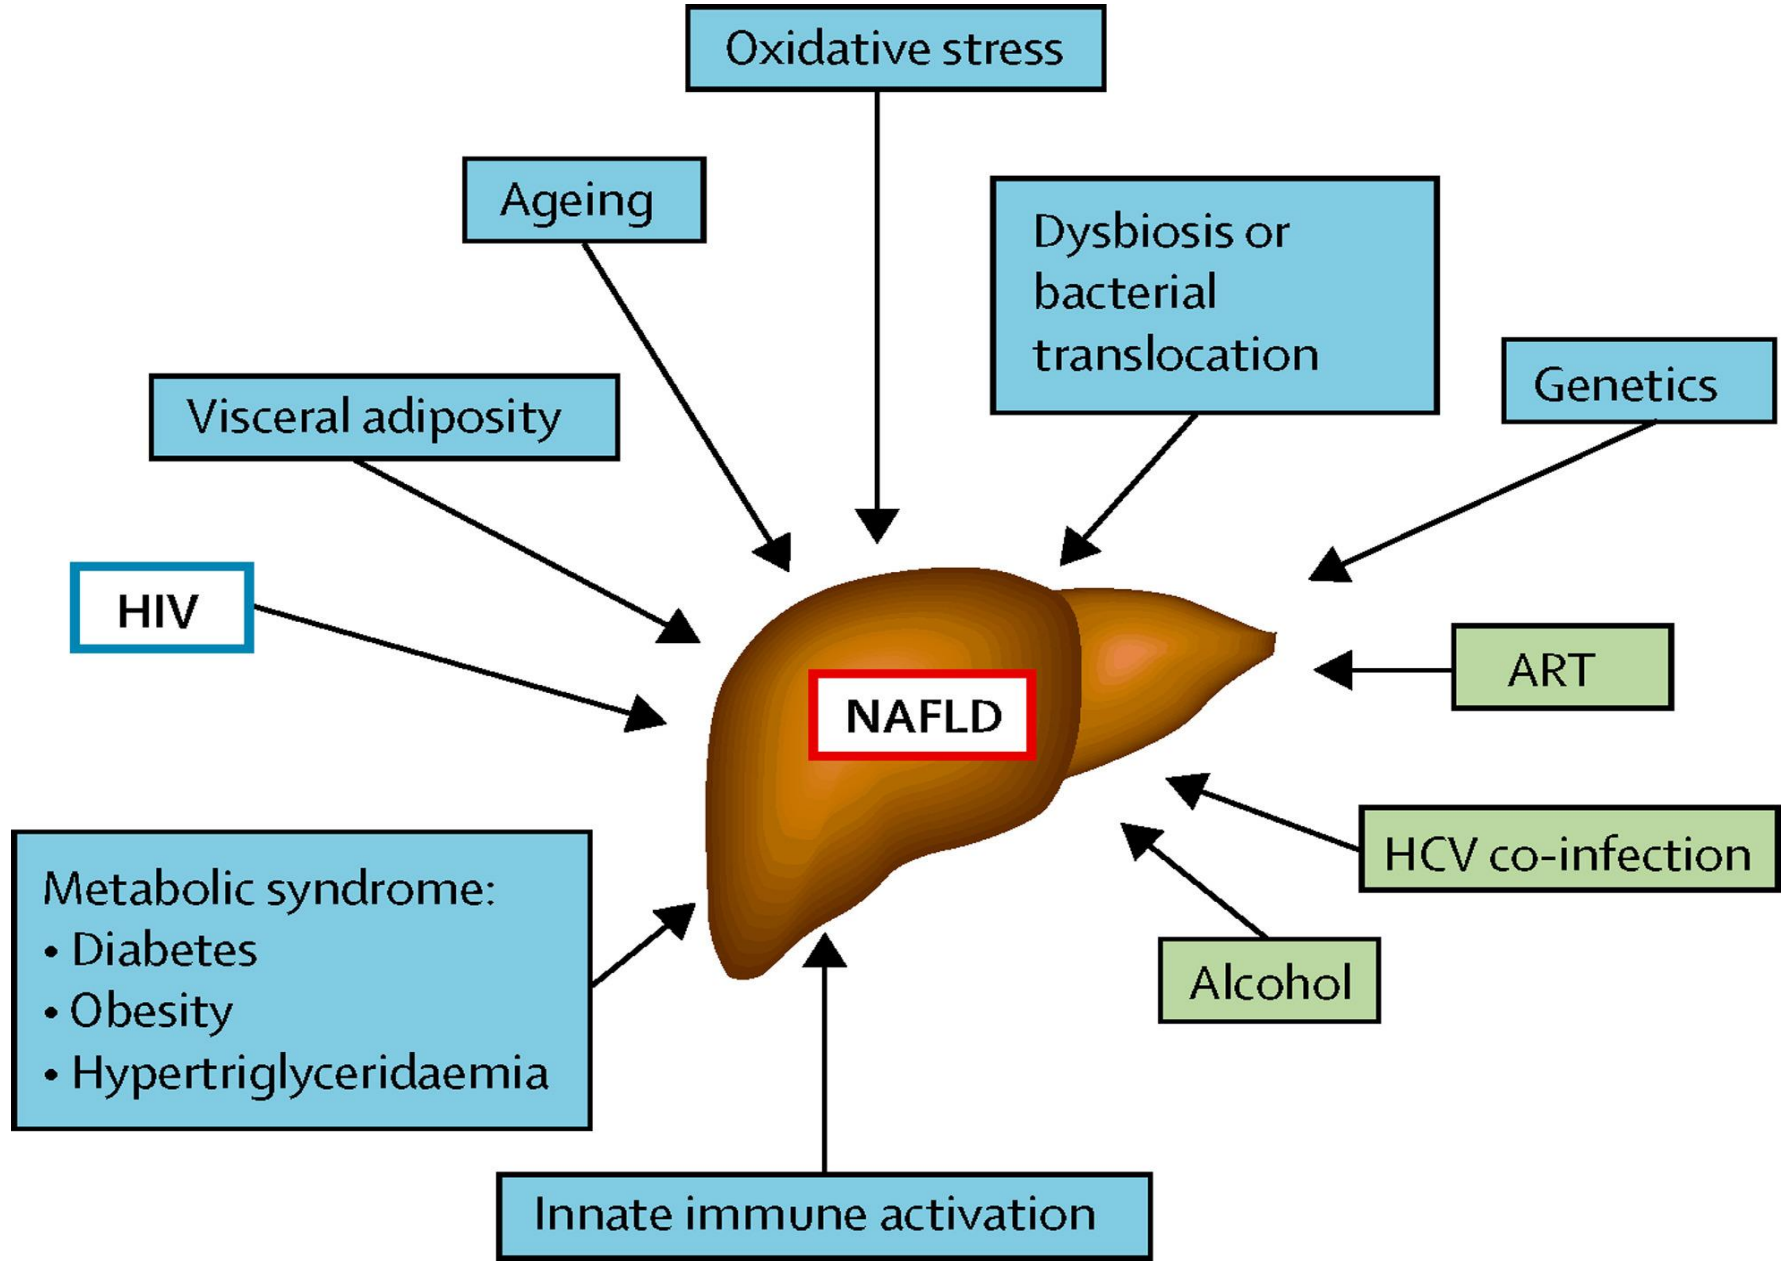 Oxidative stress
Ageing
Dysbiosis or
bacterial
translocation
Genetics
Visceral adiposity
HIV
ART
NAFLD
HCV co-infection
Metabolic syndrome:
• Diabetes
• Obesity
• Hypertriglyceridaemia
Alcohol
Innate immune activation